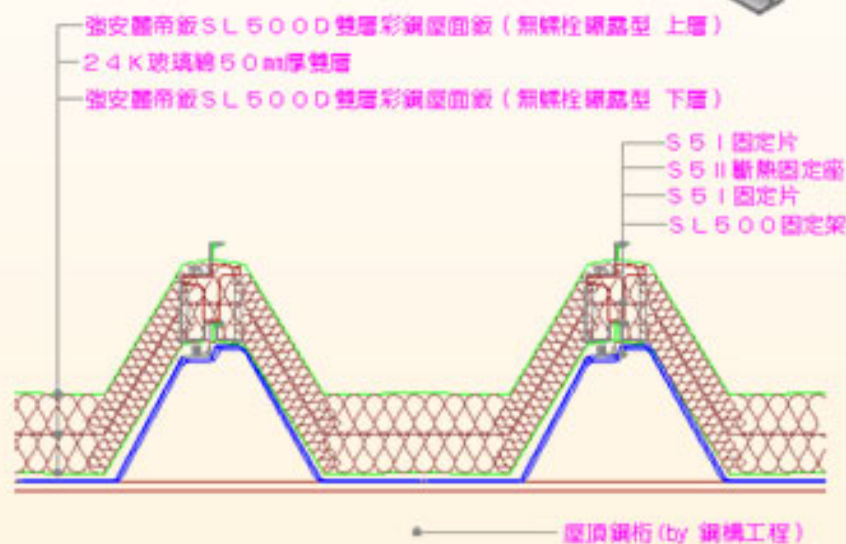 強安麗帝鈑SL500D雙層彩鋼屋面鈑(無螺栓曝露型 上層)
24K玻璃綿50mm厚雙層
強安麗帝鈑SL500D雙層彩鋼屋面鈑(無螺栓曝露型 下層)
S5I固定片
S5II斷熱固定座
S5I固定片
SL500固定架
屋頂鋼桁(by 鋼構工程)